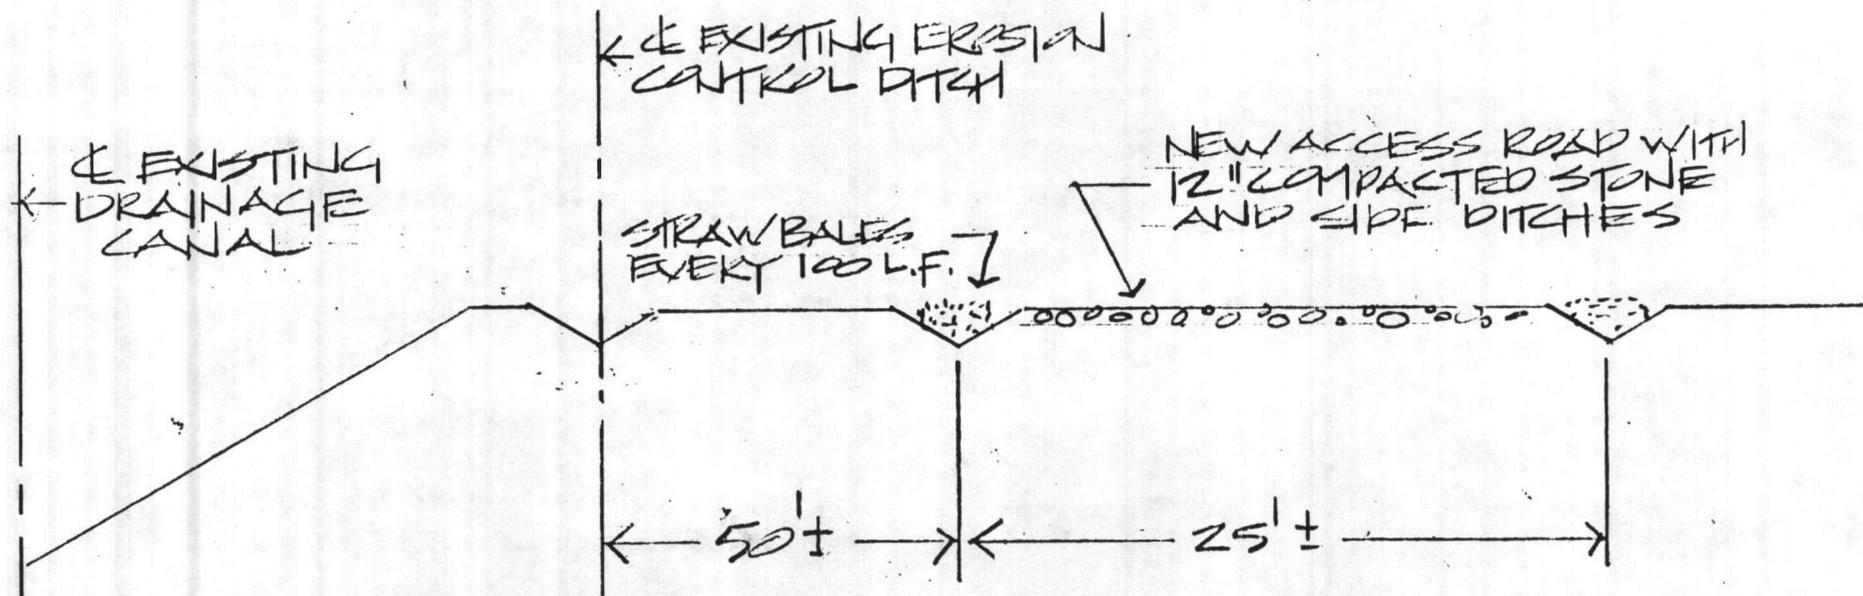 ℄ EXISTING EROSION
CONTROL DITCH
℄ EXISTING
DRAINAGE
CANAL
NEW ACCESS ROAD WITH
12" COMPACTED STONE
AND SIDE DITCHES
STRAW BALES
EVERY 100 L.F.
50'±
25'±